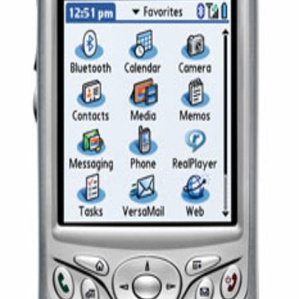 12:51 pm Favorites
Bluetooth Calendar Camera
Contacts Media Memos
Messaging Phone RealPlayer
Tasks VersaMail Web